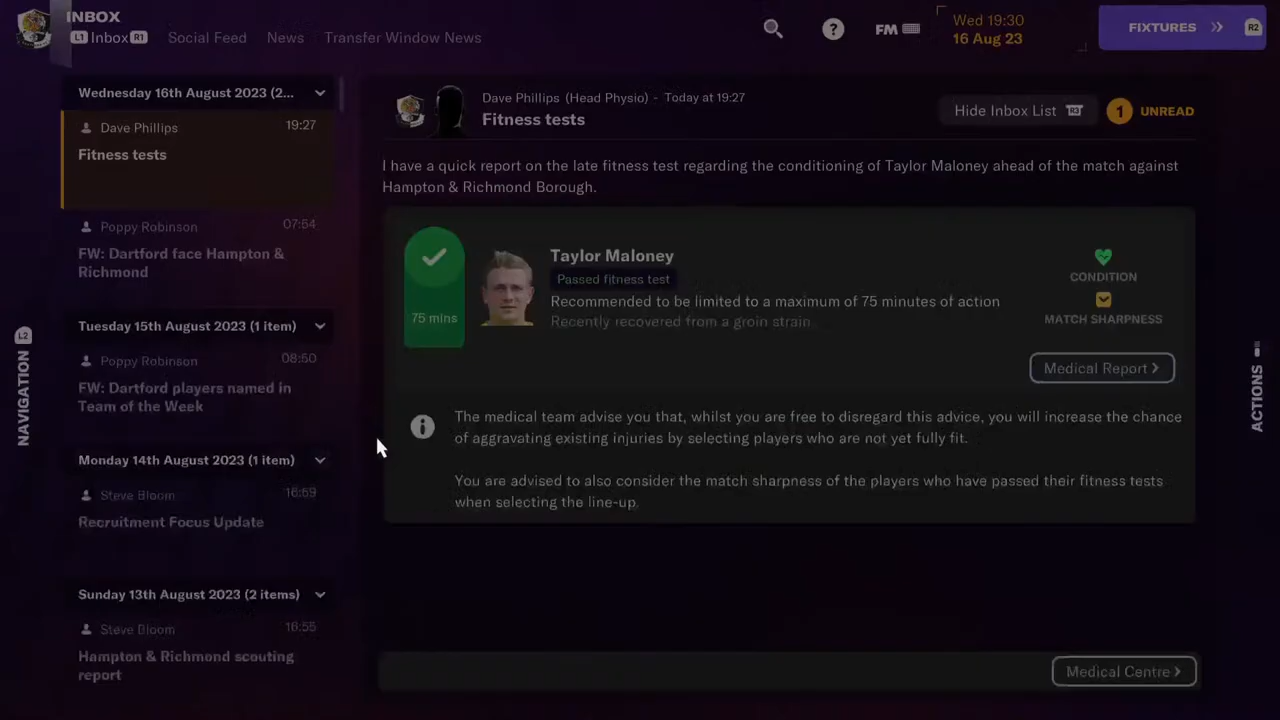 INBOX
L1 Inbox R1 Social Feed News Transfer Window News
? FM Wed 19:30
16 Aug 23
FIXTURES R2
Wednesday 16th August 2023 (2...
Dave Phillips 19:27
Fitness tests
Poppy Robinson 07:54
FW: Dartford face Hampton &
Richmond
Tuesday 15th August 2023 (1 item)
Poppy Robinson 08:50
FW: Dartford players named in
Team of the Week
Monday 14th August 2023 (1 item)
Steve Bloom 16:59
Recruitment Focus Update
Sunday 13th August 2023 (2 items)
Steve Bloom 16:55
Hampton & Richmond scouting
report
L2
NAVIGATION
Dave Phillips (Head Physio) - Today at 19:27
Fitness tests
Hide Inbox List R3
1 UNREAD
I have a quick report on the late fitness test regarding the conditioning of Taylor Maloney ahead of the match against
Hampton & Richmond Borough.
75 mins
Taylor Maloney
Passed fitness test
Recommended to be limited to a maximum of 75 minutes of action
Recently recovered from a groin strain.
CONDITION
MATCH SHARPNESS
Medical Report
The medical team advise you that, whilst you are free to disregard this advice, you will increase the chance
of aggravating existing injuries by selecting players who are not yet fully fit.
You are advised to also consider the match sharpness of the players who have passed their fitness tests
when selecting the line-up.
Medical Centre
ACTIONS